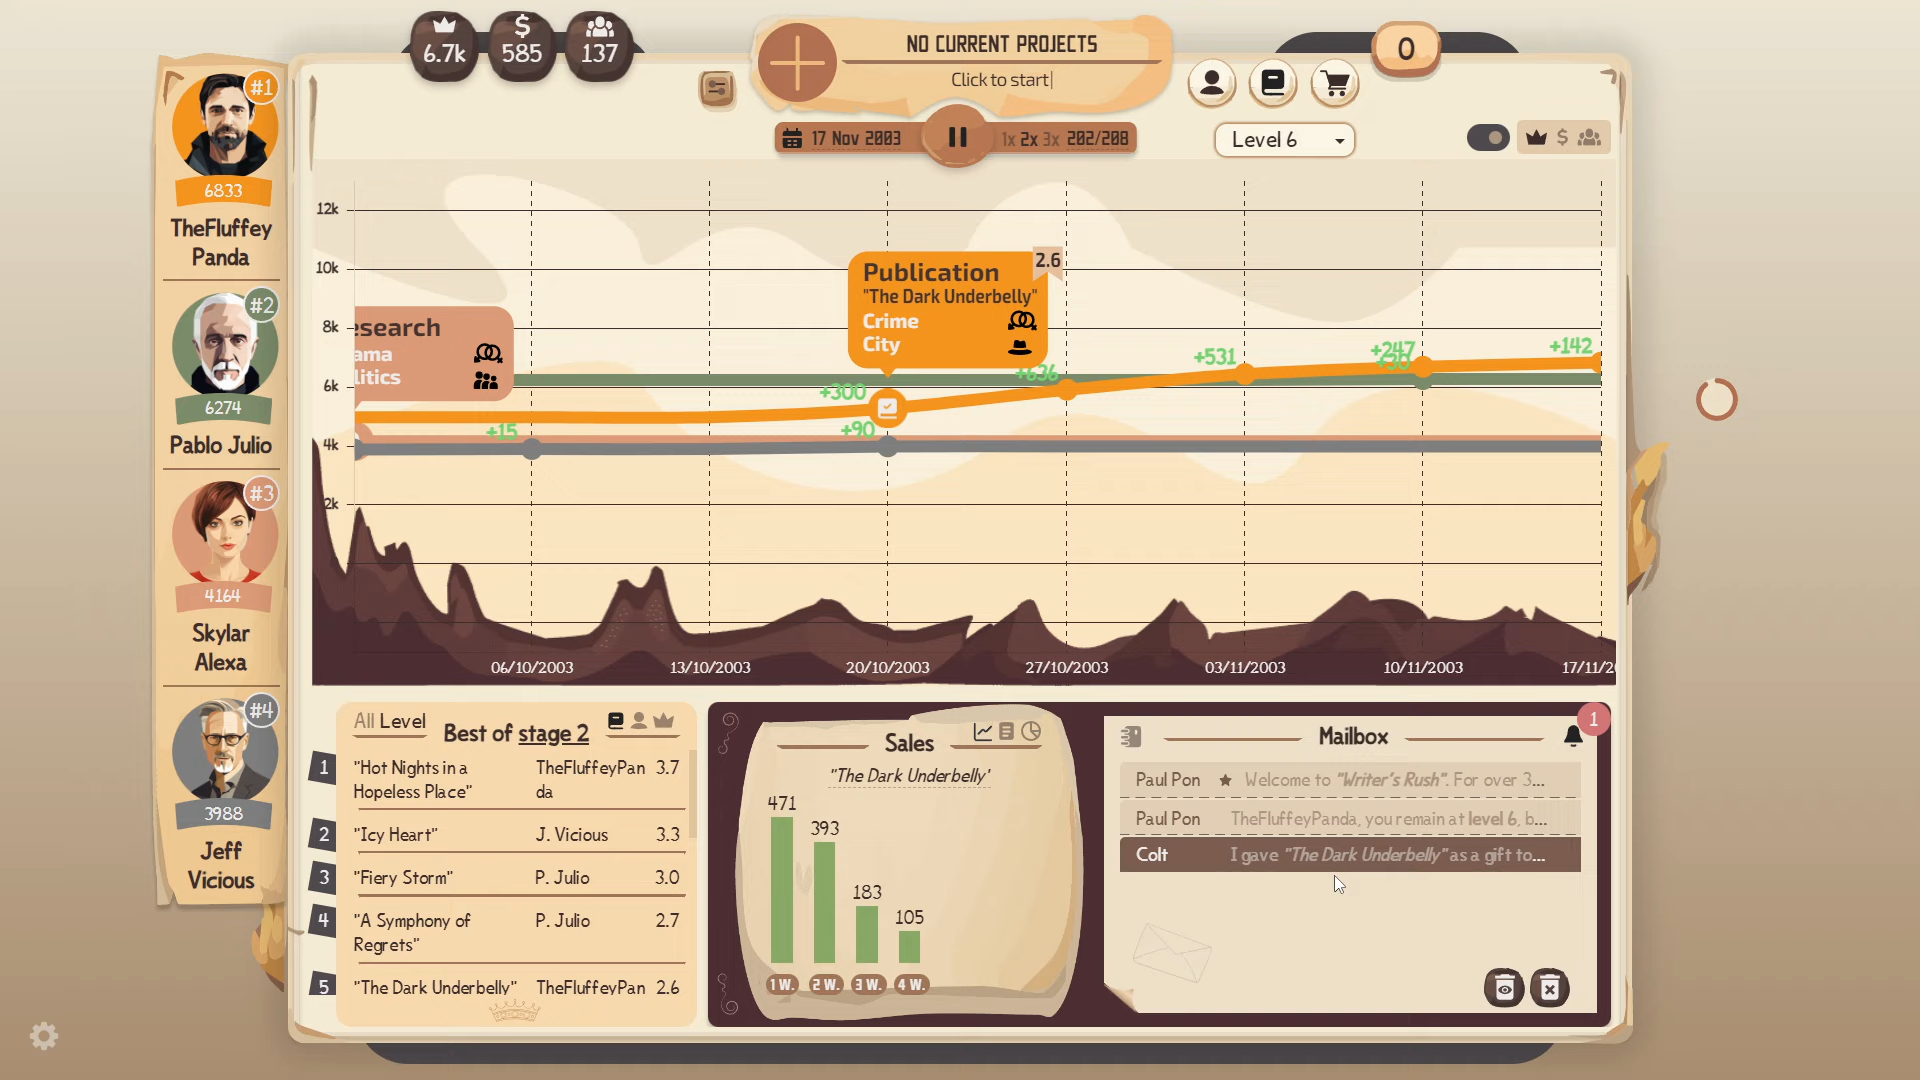 6.7k
$
585
137
NO CURRENT PROJECTS
Click to start
0
17 Nov 2003
1x 2x 3x 202/208
Level 6
$
#1
6833
TheFluffey
Panda
#2
6274
Pablo Julio
#3
4164
Skylar
Alexa
#4
3988
Jeff
Vicious
12k
10k
8k
6k
4k
2k
esearch
ama
litics
Publication
2.6
"The Dark Underbelly"
Crime
City
+15
+300
+90
+636
+531
+247
+30
+142
06/10/2003
13/10/2003
20/10/2003
27/10/2003
03/11/2003
10/11/2003
17/11/20
All Level
Best of stage 2
1 "Hot Nights in a Hopeless Place" TheFluffeyPanda 3.7
2 "Icy Heart" J. Vicious 3.3
3 "Fiery Storm" P. Julio 3.0
4 "A Symphony of Regrets" P. Julio 2.7
5 "The Dark Underbelly" TheFluffeyPan 2.6
Sales
"The Dark Underbelly"
471
393
183
105
1 W. 2 W. 3 W. 4 W.
Mailbox
1
Paul Pon ★ Welcome to "Writer's Rush". For over 3...
Paul Pon TheFluffeyPanda, you remain at level 6, b...
Colt I gave "The Dark Underbelly" as a gift to...